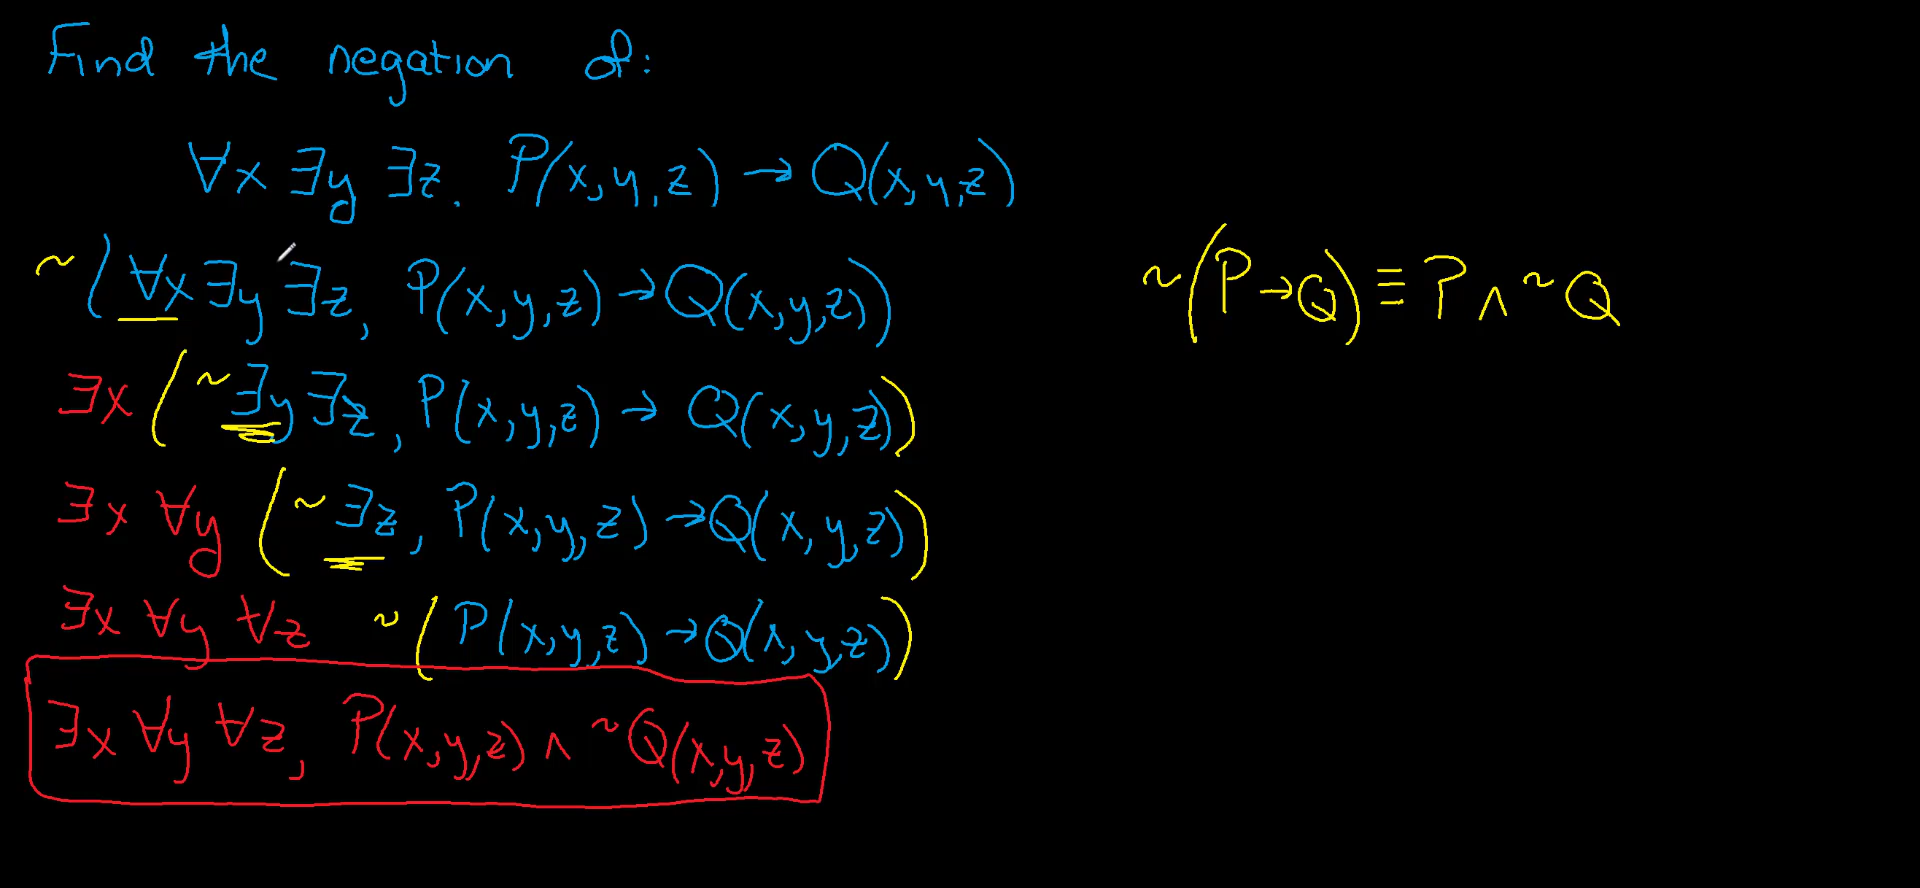 Find the negation of:
∀x ∃y ∃z. P(x,y,z) → Q(x,y,z)
~(∀x ∃y ∃z, P(x,y,z) → Q(x,y,z))
~(P→Q) ≡ P ∧ ~Q
∃x (~∃y ∃z, P(x,y,z) → Q(x,y,z))
∃x ∀y (~∃z, P(x,y,z) → Q(x,y,z))
∃x ∀y ∀z ~(P(x,y,z) → Q(x,y,z))
∃x ∀y ∀z, P(x,y,z) ∧ ~Q(x,y,z)